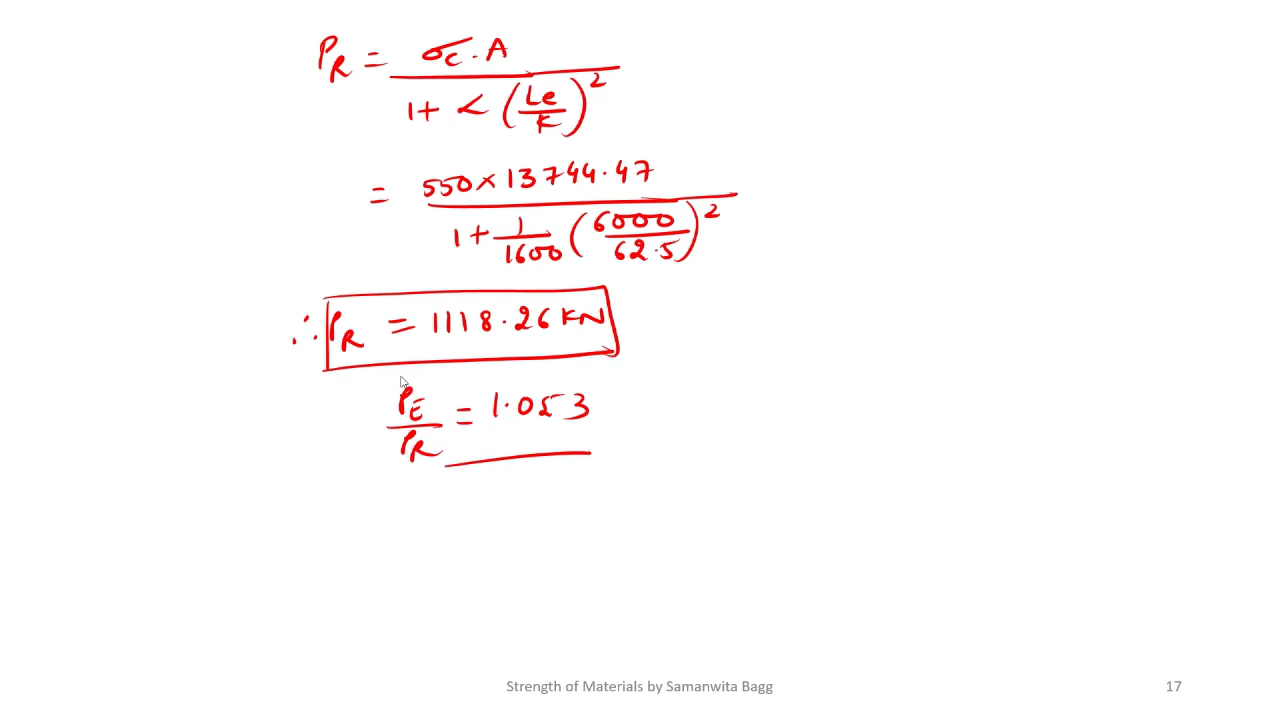 P_R = σc.A / 1+ α (Le/K)²
= 550×13744.47 / 1+ 1/1600 (6000/62.5)²
∴ P_R = 1118.26 KN
P_E/P_R = 1.053
Strength of Materials by Samanwita Bagg 17